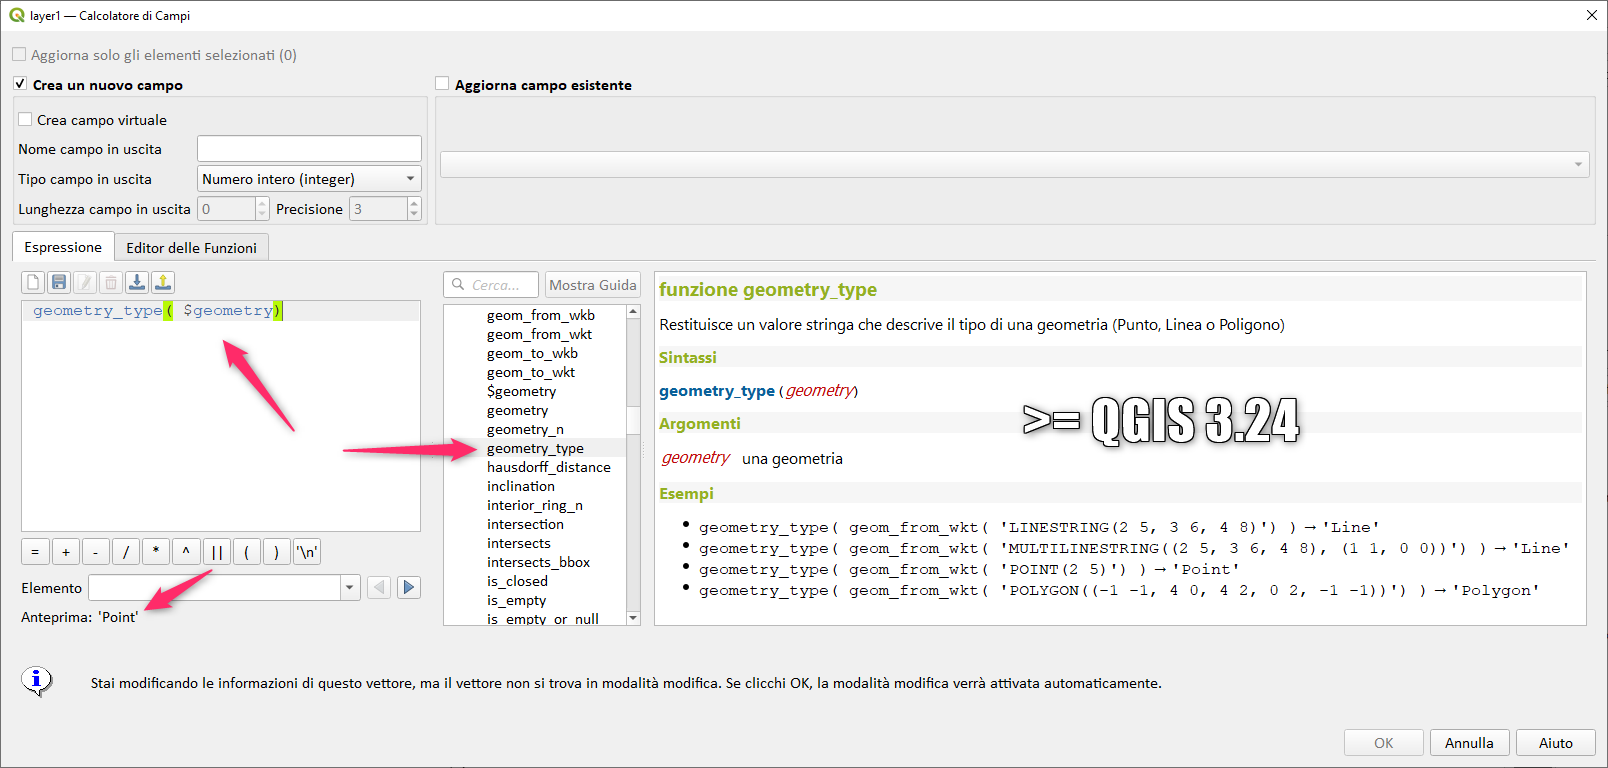 layer1 — Calcolatore di Campi
Aggiorna solo gli elementi selezionati (0)
Crea un nuovo campo
Aggiorna campo esistente
Crea campo virtuale
Nome campo in uscita
Tipo campo in uscita Numero intero (integer)
Lunghezza campo in uscita 0 Precisione 3
Espressione Editor delle Funzioni
geometry_type( $geometry)
= + - / * ^ || ( ) '\n'
Elemento
Anteprima: 'Point'
Cerca... Mostra Guida
geom_from_wkb
geom_from_wkt
geom_to_wkb
geom_to_wkt
$geometry
geometry
geometry_n
geometry_type
hausdorff_distance
inclination
interior_ring_n
intersection
intersects
intersects_bbox
is_closed
is_empty
is_empty_or_null
funzione geometry_type
Restituisce un valore stringa che descrive il tipo di una geometria (Punto, Linea o Poligono)
Sintassi
geometry_type(geometry)
>= QGIS 3.24
Argomenti
geometry una geometria
Esempi
• geometry_type( geom_from_wkt( 'LINESTRING(2 5, 3 6, 4 8)') ) → 'Line'
• geometry_type( geom_from_wkt( 'MULTILINESTRING((2 5, 3 6, 4 8), (1 1, 0 0))') ) → 'Line'
• geometry_type( geom_from_wkt( 'POINT(2 5)') ) → 'Point'
• geometry_type( geom_from_wkt( 'POLYGON((-1 -1, 4 0, 4 2, 0 2, -1 -1))') ) → 'Polygon'
Stai modificando le informazioni di questo vettore, ma il vettore non si trova in modalità modifica. Se clicchi OK, la modalità modifica verrà attivata automaticamente.
OK Annulla Aiuto